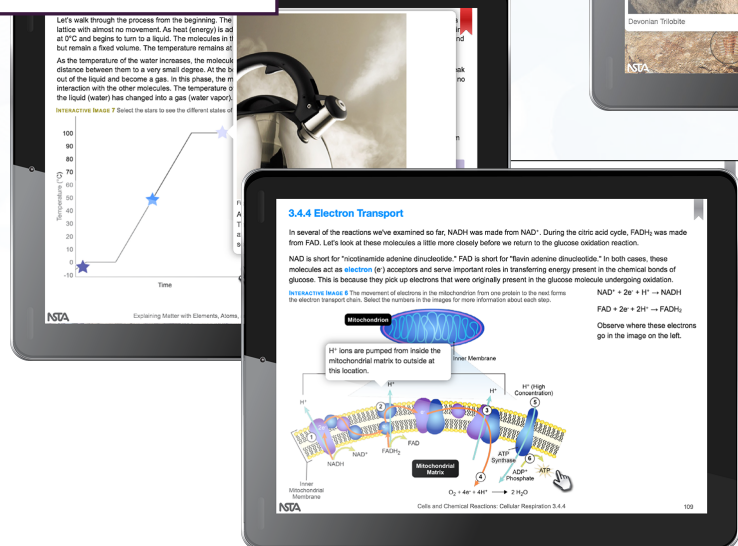 Let's walk through the process from the beginning. The
lattice with almost no movement. As heat (energy) is ad
at 0°C and begins to turn to a liquid. The molecules in th
but remain a fixed volume. The temperature remains at
As the temperature of the water increases, the molecule
distance between them to a very small degree. At the bo
out of the liquid and become a gas. In this phase, the m
interaction with the other molecules. The temperature o
the liquid (water) has changed into a gas (water vapor).
INTERACTIVE IMAGE 7 Select the stars to see the different states of
100
90
80
70
60
50
40
30
20
10
0
-10
Temperature (°C)
Time
NSTA
Explaining Matter with Elements, Atoms,
Devonian Trilobite
NSTA
3.4.4 Electron Transport
In several of the reactions we've examined so far, NADH was made from NAD⁺. During the citric acid cycle, FADH₂ was made
from FAD. Let's look at these molecules a little more closely before we return to the glucose oxidation reaction.
NAD is short for "nicotinamide adenine dinucleotide." FAD is short for "flavin adenine dinucleotide." In both cases, these
molecules act as electron (e⁻) acceptors and serve important roles in transferring energy present in the chemical bonds of
glucose. This is because they pick up electrons that were originally present in the glucose molecule undergoing oxidation.
INTERACTIVE IMAGE 6 The movement of electrons in the mitochondrion from one protein to the next forms
the electron transport chain. Select the numbers in the images for more information about each step.
NAD⁺ + 2e⁻ + H⁺ → NADH
FAD + 2e⁻ + 2H⁺ → FADH₂
Observe where these electrons
go in the image on the left.
Mitochondrion
Inner Membrane
H⁺ ions are pumped from inside the
mitochondrial matrix to outside at
this location.
H⁺
H⁺
H⁺
H⁺ (High
Concentration)
1
2
3
4
5
6
NADH
NAD⁺
FADH₂
FAD
Mitochondrial
Matrix
ATP
Synthase
ADP⁺
Phosphate
ATP
Inner
Mitochondrial
Membrane
O₂ + 4e⁻ + 4H⁺ → 2 H₂O
NSTA
Cells and Chemical Reactions: Cellular Respiration 3.4.4
109